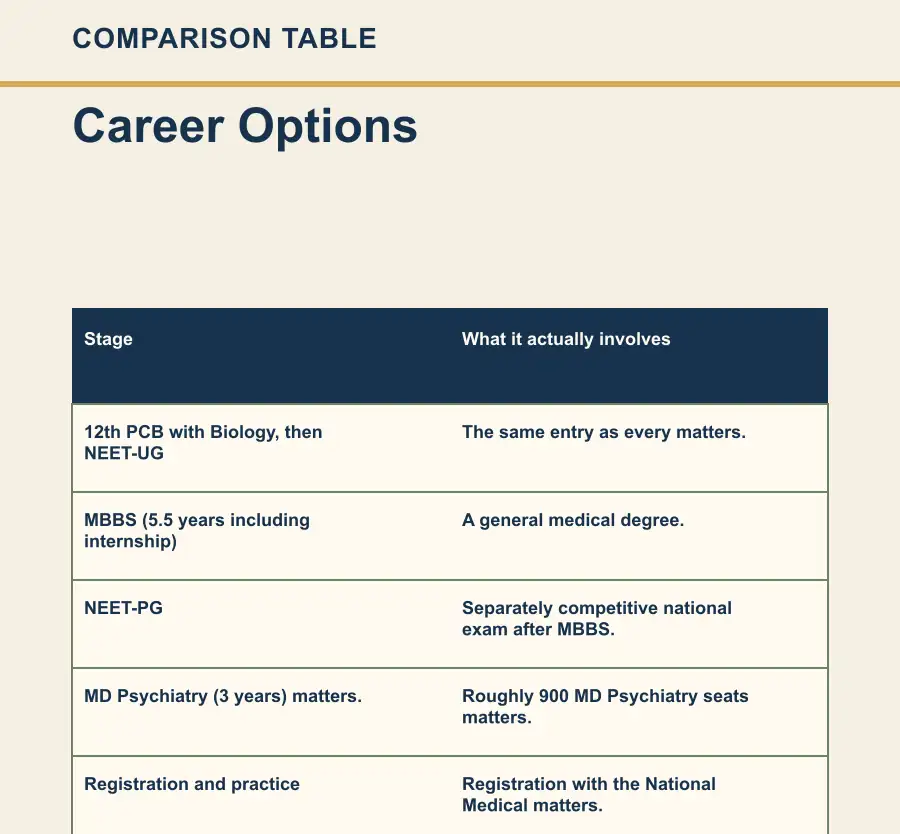 COMPARISON TABLE
Career Options
Stage
What it actually involves
12th PCB with Biology, then
NEET-UG
The same entry as every matters.
MBBS (5.5 years including
internship)
A general medical degree.
NEET-PG
Separately competitive national
exam after MBBS.
MD Psychiatry (3 years) matters.
Roughly 900 MD Psychiatry seats
matters.
Registration and practice
Registration with the National
Medical matters.